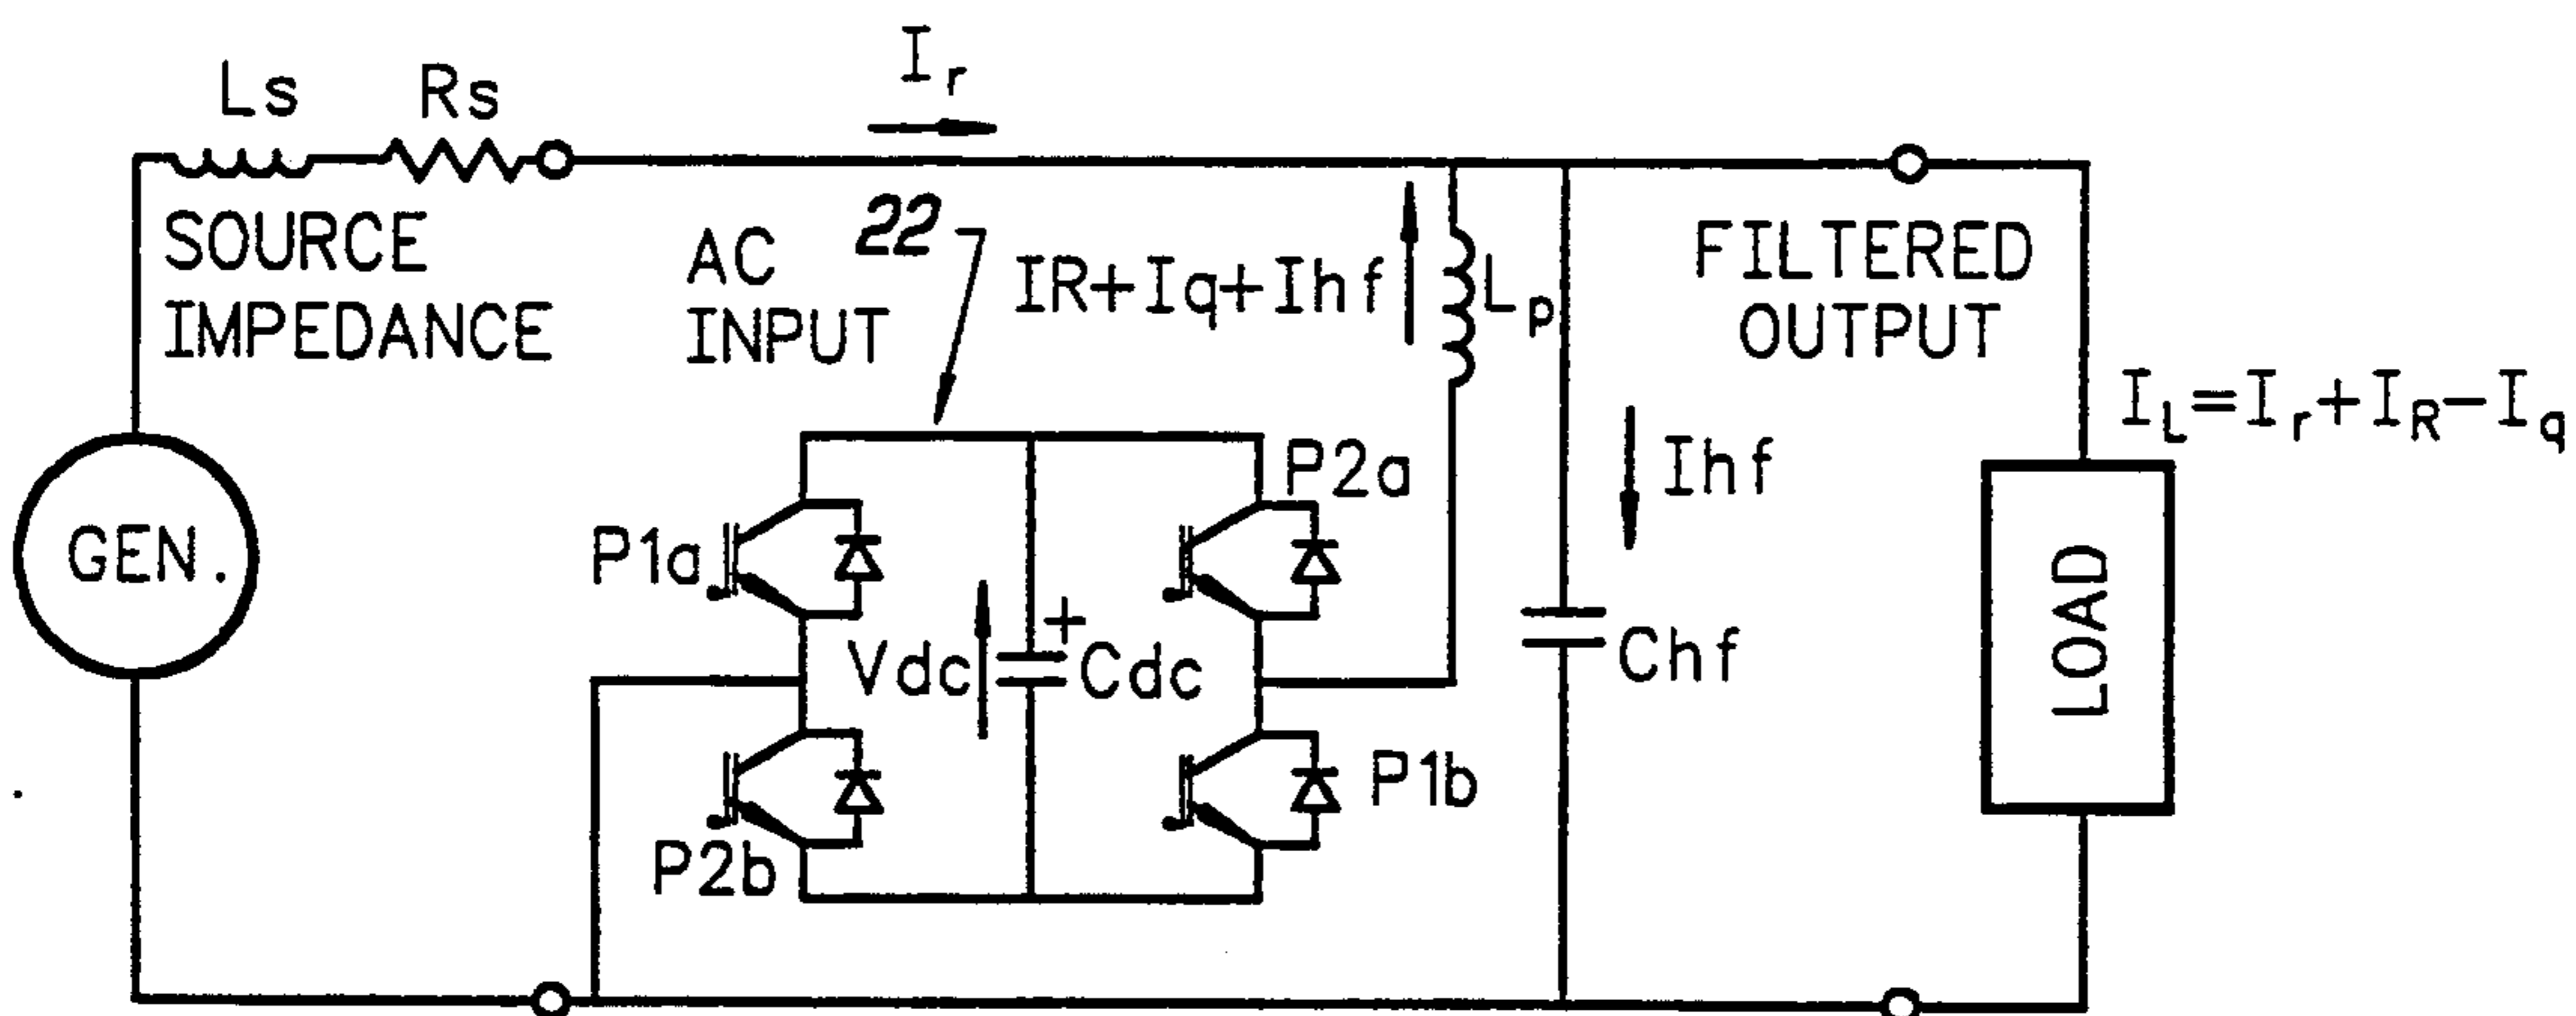 Ir
Ls Rs
SOURCE
IMPEDANCE
AC
INPUT
22
IR+Iq+Ihf
Lp
FILTERED
OUTPUT
IL=Ir+IR-Iq
GEN.
P1a
P2a
Ihf
Vdc
+
Cdc
Chf
LOAD
P2b
P1b